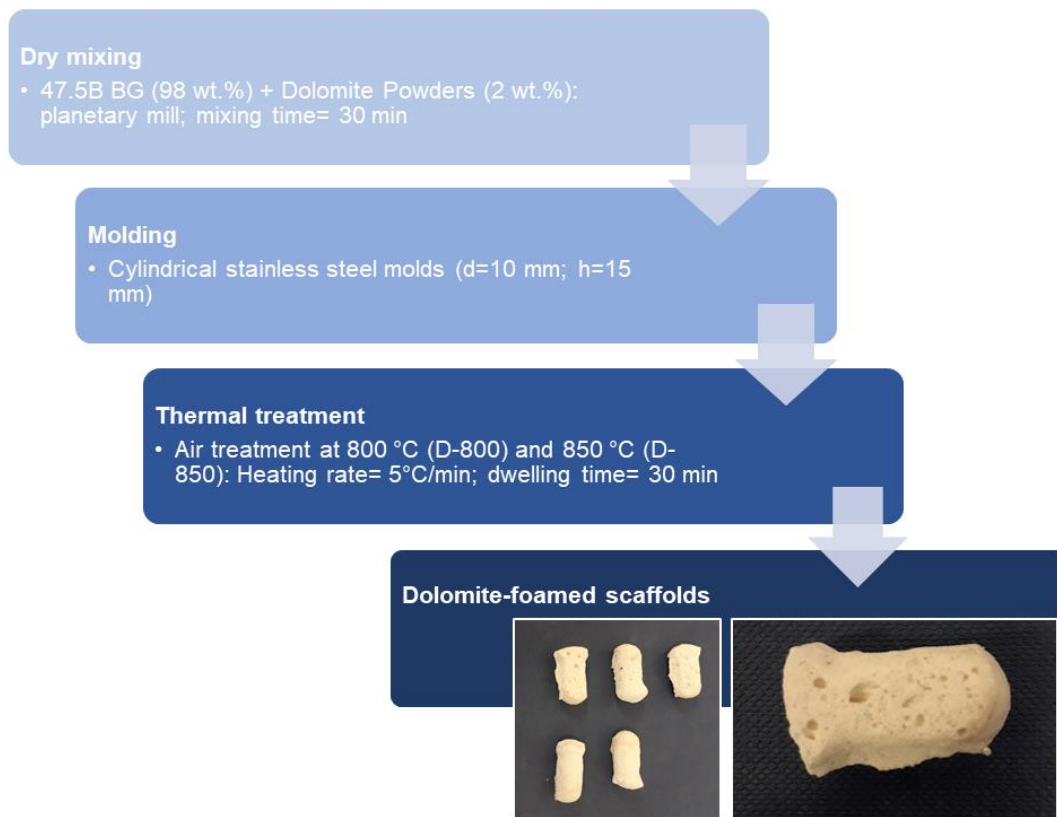 Dry mixing
• 47.5B BG (98 wt.%) + Dolomite Powders (2 wt.%):
planetary mill; mixing time= 30 min
Molding
• Cylindrical stainless steel molds (d=10 mm; h=15
mm)
Thermal treatment
• Air treatment at 800 °C (D-800) and 850 °C (D-
850): Heating rate= 5°C/min; dwelling time= 30 min
Dolomite-foamed scaffolds